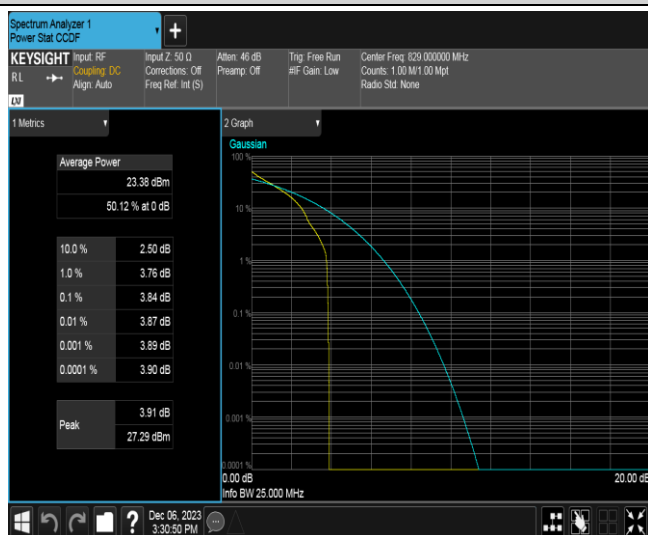 Spectrum Analyzer 1
Power Stat CCDF
+
KEYSIGHT
RL
LXI
Input: RF
Coupling: DC
Align: Auto
Input Z: 50 Ω
Corrections: Off
Freq Ref: Int (S)
Atten: 46 dB
Preamp: Off
Trig: Free Run
#IF Gain: Low
Center Freq: 829.000000 MHz
Counts: 1.00 M/1.00 Mpt
Radio Std: None
1 Metrics
Average Power
23.38 dBm
50.12 % at 0 dB
10.0 % 2.50 dB
1.0 % 3.76 dB
0.1 % 3.84 dB
0.01 % 3.87 dB
0.001 % 3.89 dB
0.0001 % 3.90 dB
Peak
3.91 dB
27.29 dBm
2 Graph
Gaussian
100 %
10 %
1 %
0.1 %
0.01 %
0.001 %
0.0001 %
0.00 dB
20.00 dB
Info BW 25.000 MHz
?
Dec 06, 2023
3:30:50 PM